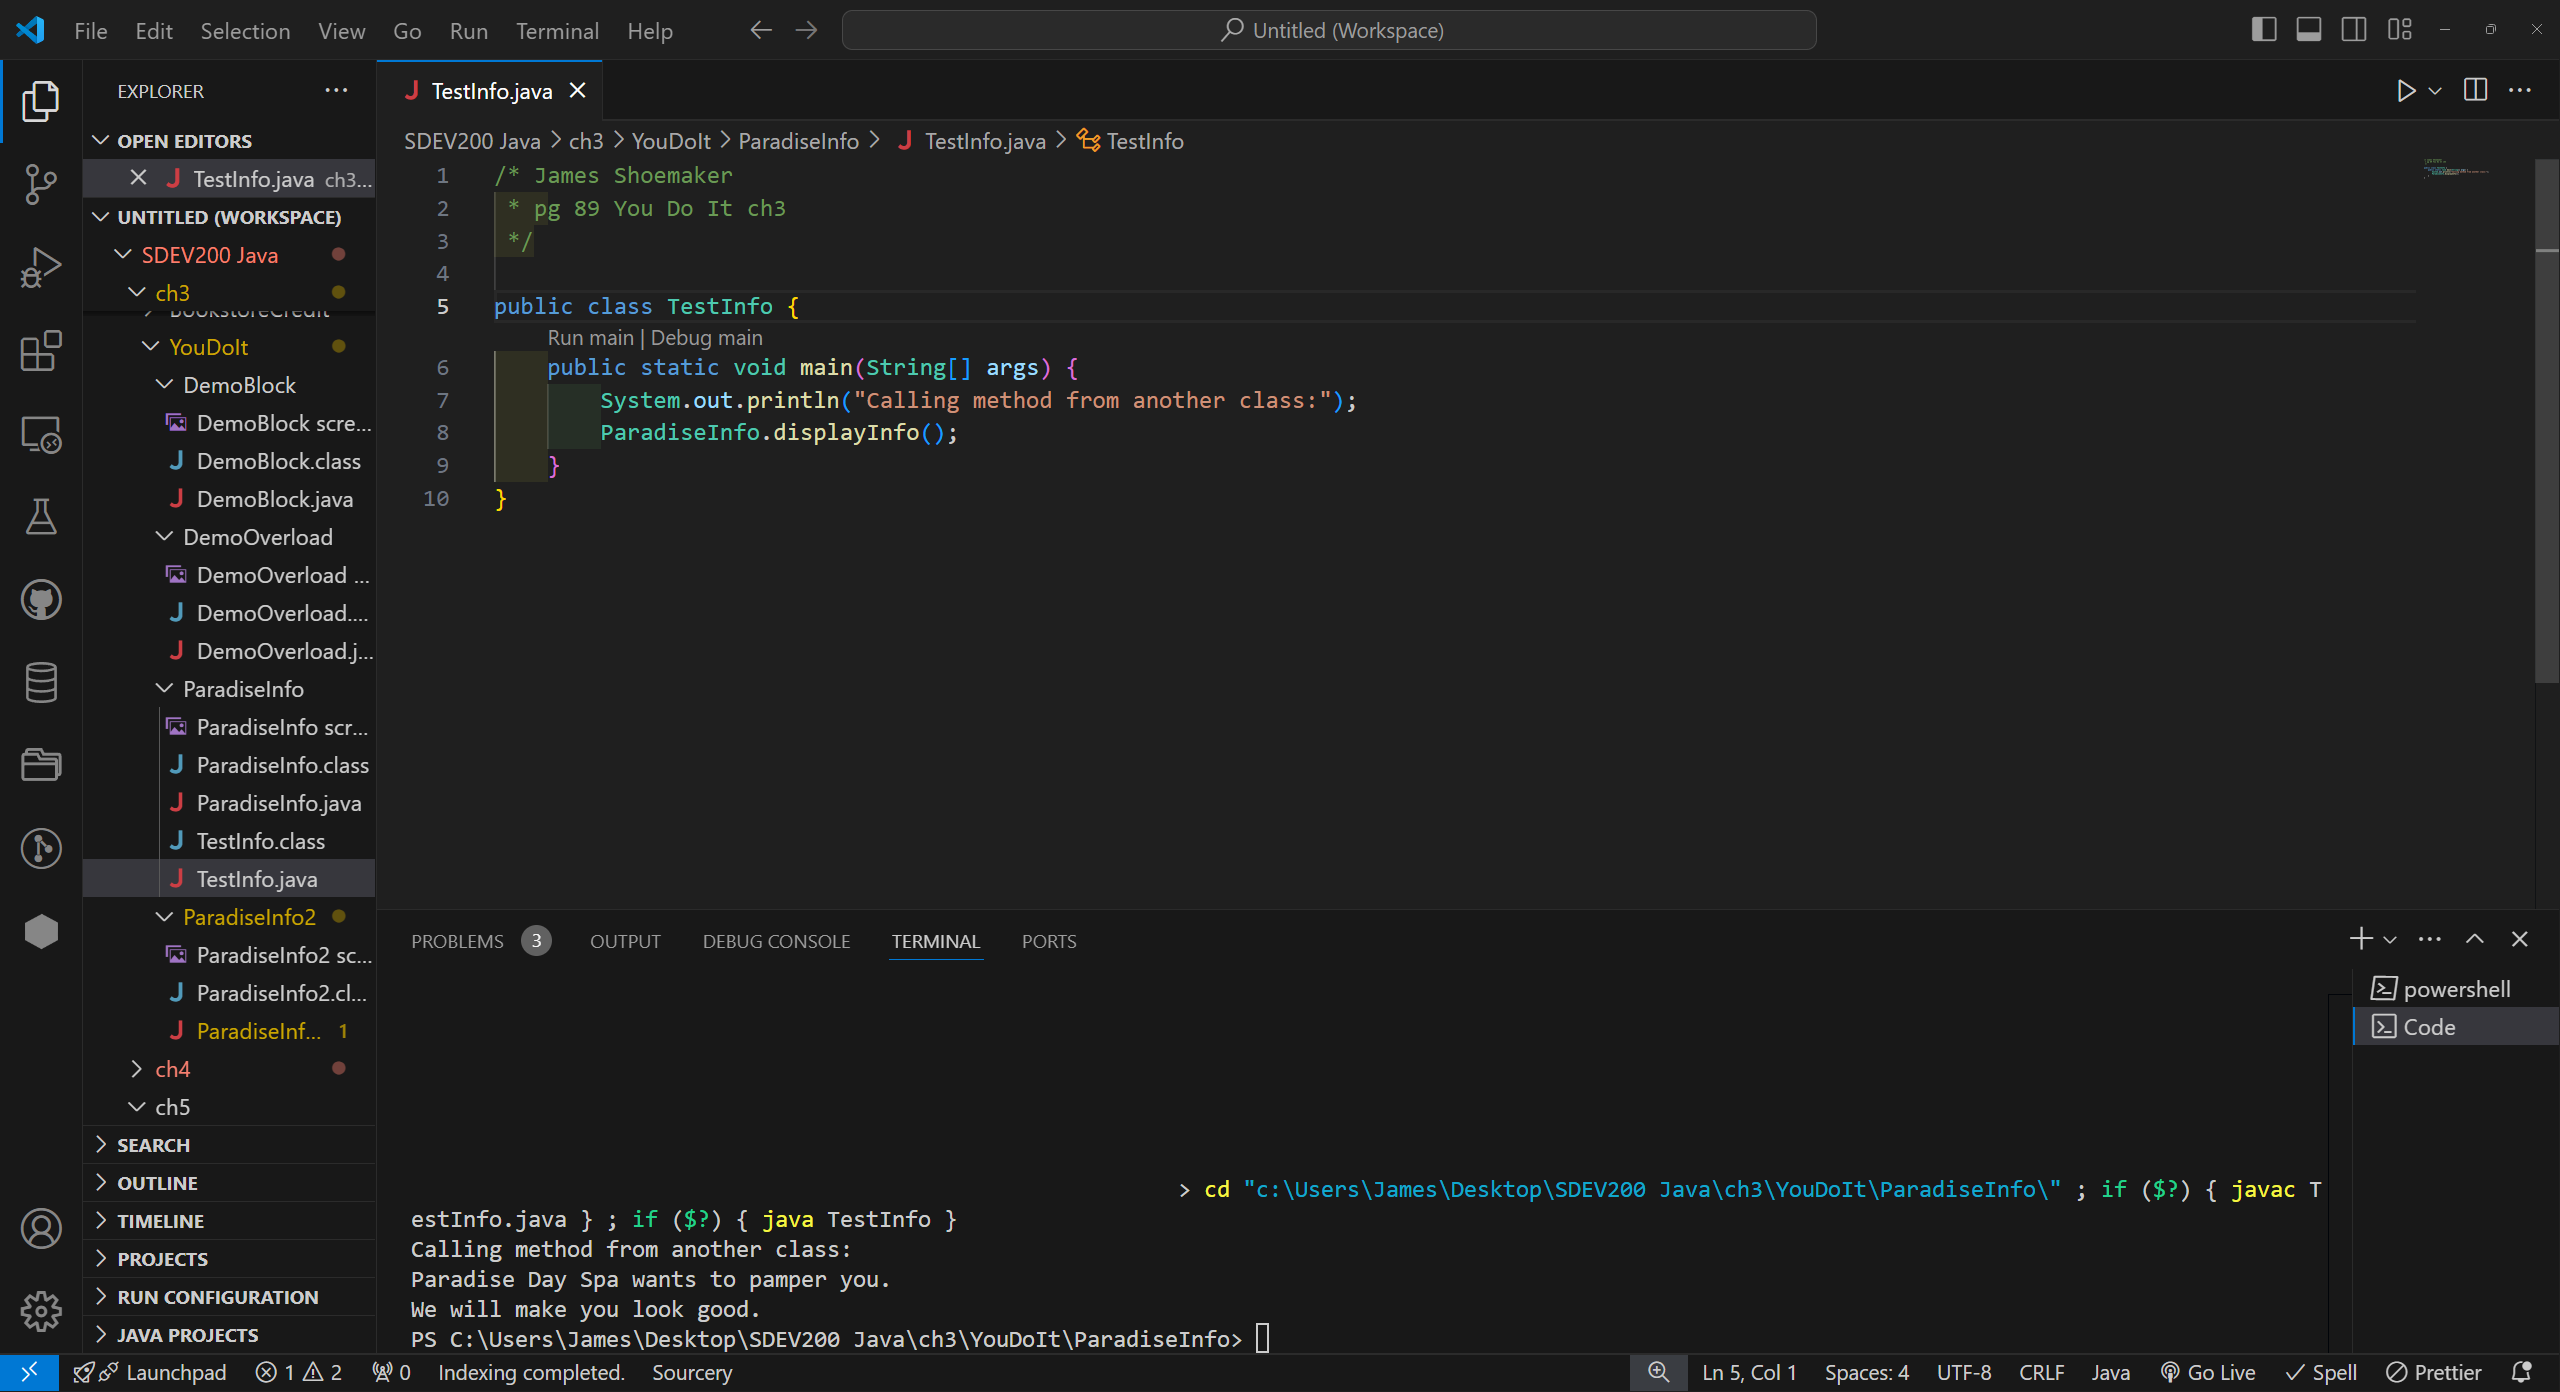 File Edit Selection View Go Run Terminal Help
Untitled (Workspace)
EXPLORER
OPEN EDITORS
TestInfo.java ch3...
UNTITLED (WORKSPACE)
SDEV200 Java
ch3
BookstoreCredit
YouDoIt
DemoBlock
DemoBlock scre...
DemoBlock.class
DemoBlock.java
DemoOverload
DemoOverload ...
DemoOverload....
DemoOverload.j...
ParadiseInfo
ParadiseInfo scr...
ParadiseInfo.class
ParadiseInfo.java
TestInfo.class
TestInfo.java
ParadiseInfo2
ParadiseInfo2 sc...
ParadiseInfo2.cl...
ParadiseInf... 1
ch4
ch5
SEARCH
OUTLINE
TIMELINE
PROJECTS
RUN CONFIGURATION
JAVA PROJECTS
TestInfo.java
SDEV200 Java > ch3 > YouDoIt > ParadiseInfo > TestInfo.java > TestInfo
1 /* James Shoemaker
2 * pg 89 You Do It ch3
3 */
4
5 public class TestInfo {
Run main | Debug main
6 public static void main(String[] args) {
7 System.out.println("Calling method from another class:");
8 ParadiseInfo.displayInfo();
9 }
10 }
PROBLEMS 3 OUTPUT DEBUG CONSOLE TERMINAL PORTS
powershell
Code
> cd "c:\Users\James\Desktop\SDEV200 Java\ch3\YouDoIt\ParadiseInfo\" ; if ($?) { javac T
estInfo.java } ; if ($?) { java TestInfo }
Calling method from another class:
Paradise Day Spa wants to pamper you.
We will make you look good.
PS C:\Users\James\Desktop\SDEV200 Java\ch3\YouDoIt\ParadiseInfo>
Launchpad 1 2 0 Indexing completed. Sourcery Ln 5, Col 1 Spaces: 4 UTF-8 CRLF Java Go Live Spell Prettier